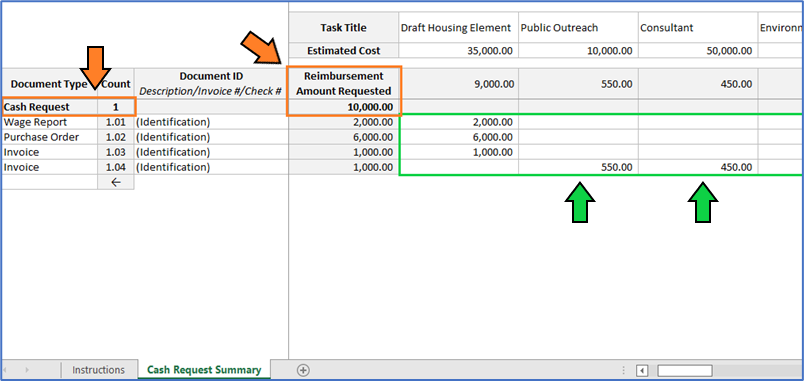 Task Title Draft Housing Element Public Outreach Consultant Environm
Estimated Cost 35,000.00 10,000.00 50,000.00
Document Type Count Document ID Description/Invoice #/Check # Reimbursement Amount Requested 9,000.00 550.00 450.00
Cash Request 1 10,000.00
Wage Report 1.01 (Identification) 2,000.00 2,000.00
Purchase Order 1.02 (Identification) 6,000.00 6,000.00
Invoice 1.03 (Identification) 1,000.00 1,000.00
Invoice 1.04 (Identification) 1,000.00 550.00 450.00
←
Instructions Cash Request Summary